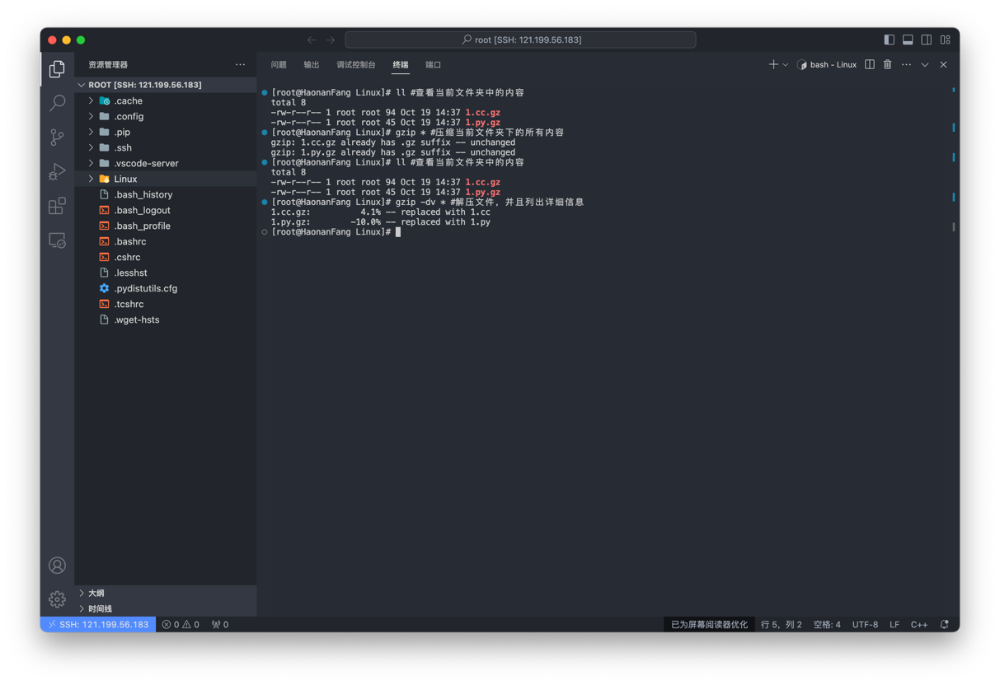 root [SSH: 121.199.56.183]
资源管理器
ROOT [SSH: 121.199.56.183]
.cache
.config
.pip
.ssh
.vscode-server
Linux
.bash_history
.bash_logout
.bash_profile
.bashrc
.cshrc
.lesshst
.pydistutils.cfg
.tcshrc
.wget-hsts
大纲
时间线
问题 输出 调试控制台 终端 端口
bash - Linux
[root@HaonanFang Linux]# ll #查看当前文件夹中的内容
total 8
-rw-r--r-- 1 root root 94 Oct 19 14:37 1.cc.gz
-rw-r--r-- 1 root root 45 Oct 19 14:37 1.py.gz
[root@HaonanFang Linux]# gzip * #压缩当前文件夹下的所有内容
gzip: 1.cc.gz already has .gz suffix -- unchanged
gzip: 1.py.gz already has .gz suffix -- unchanged
[root@HaonanFang Linux]# ll #查看当前文件夹中的内容
total 8
-rw-r--r-- 1 root root 94 Oct 19 14:37 1.cc.gz
-rw-r--r-- 1 root root 45 Oct 19 14:37 1.py.gz
[root@HaonanFang Linux]# gzip -dv * #解压文件，并且列出详细信息
1.cc.gz:          4.1% -- replaced with 1.cc
1.py.gz:        -10.0% -- replaced with 1.py
[root@HaonanFang Linux]#
SSH: 121.199.56.183 0 0 0 已为屏幕阅读器优化 行 5，列 2 空格: 4 UTF-8 LF C++